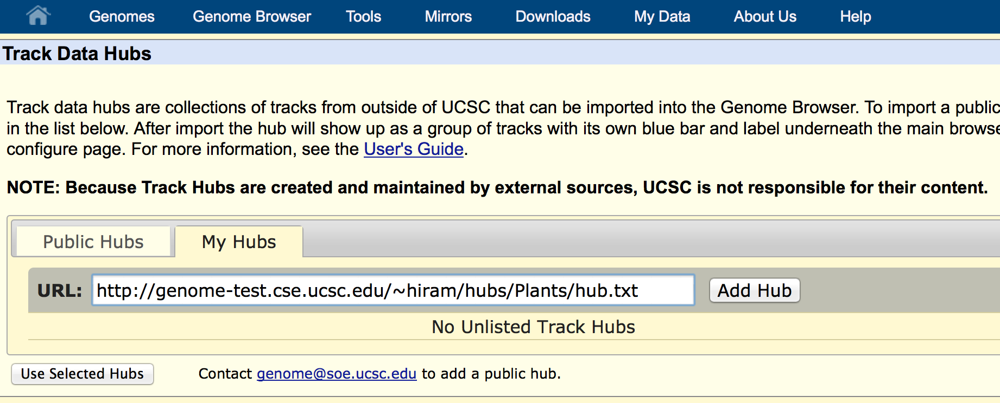 Genomes Genome Browser Tools Mirrors Downloads My Data About Us Help
Track Data Hubs
Track data hubs are collections of tracks from outside of UCSC that can be imported into the Genome Browser. To import a public
in the list below. After import the hub will show up as a group of tracks with its own blue bar and label underneath the main browse
configure page. For more information, see the User's Guide.
NOTE: Because Track Hubs are created and maintained by external sources, UCSC is not responsible for their content.
Public Hubs My Hubs
URL: http://genome-test.cse.ucsc.edu/~hiram/hubs/Plants/hub.txt Add Hub
No Unlisted Track Hubs
Use Selected Hubs Contact genome@soe.ucsc.edu to add a public hub.